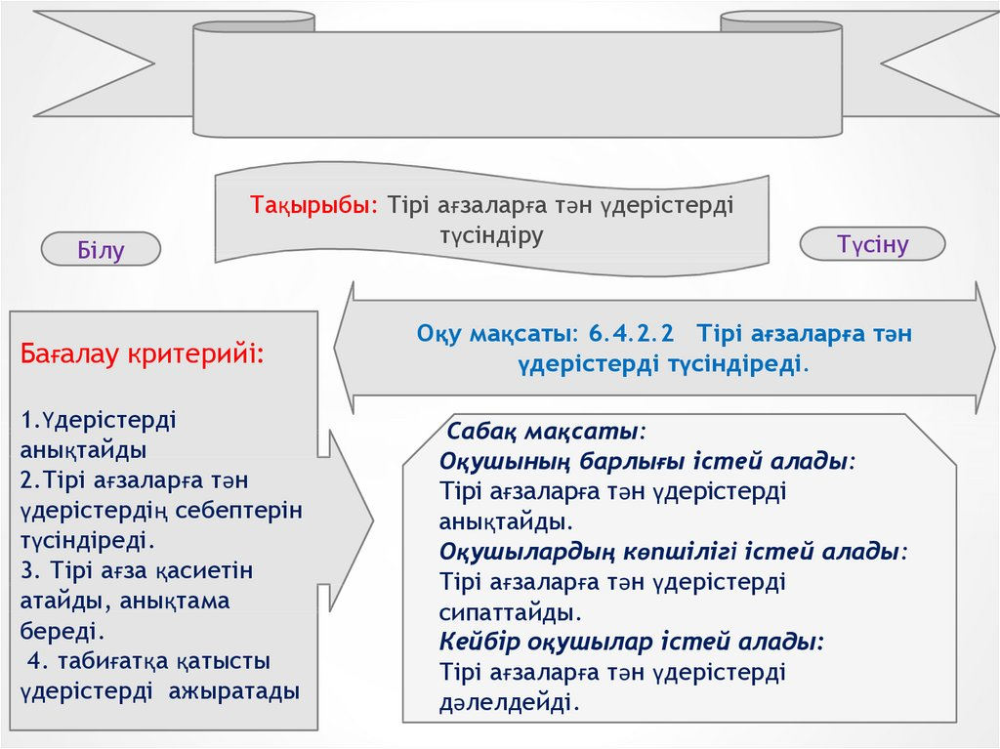 Тақырыбы: Тірі ағзаларға тән үдерістерді
түсіндіру
Білу
Түсіну
Оқу мақсаты: 6.4.2.2 Тірі ағзаларға тән
үдерістерді түсіндіреді.
Бағалау критерийі:
1.Үдерістерді
анықтайды
2.Тірі ағзаларға тән
үдерістердің себептерін
түсіндіреді.
3. Тірі ағза қасиетін
атайды, анықтама
береді.
4. табиғатқа қатысты
үдерістерді ажыратады
Сабақ мақсаты:
Оқушының барлығы істей алады:
Тірі ағзаларға тән үдерістерді
анықтайды.
Оқушылардың көпшілігі істей алады:
Тірі ағзаларға тән үдерістерді
сипаттайды.
Кейбір оқушылар істей алады:
Тірі ағзаларға тән үдерістерді
дәлелдейді.